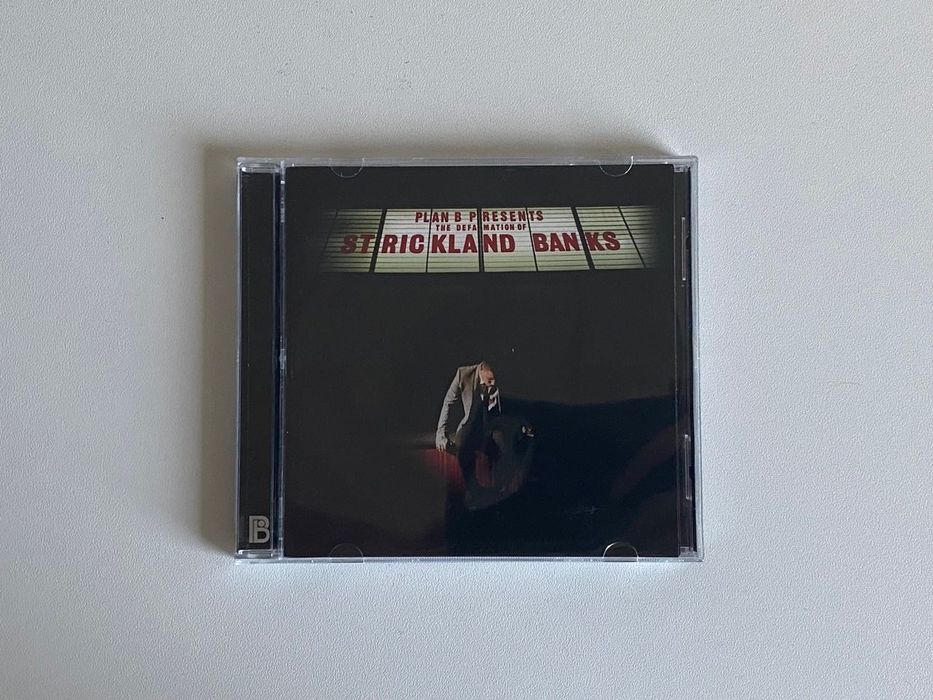 PLAN B PRESENTS
THE DEFAMATION OF
STRICKLAND BANKS
B